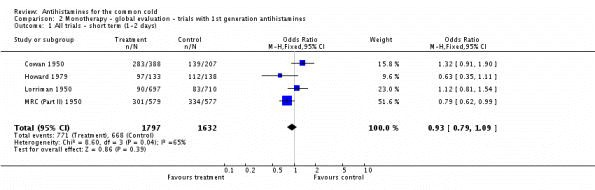 Review: Antihistamines for the common cold
Comparison: 2 Monotherapy - global evaluation - trials with 1st generation antihistamines
Outcome: 1 All trials - short term (1-2 days)
Study or subgroup Treatment Control Odds Ratio Weight Odds Ratio
n/N n/N M-H,Fixed,95% CI M-H,Fixed,95% CI
Cowan 1950 283/388 139/207 15.8 % 1.32 [ 0.91, 1.90 ]
Howard 1979 97/133 112/138 9.6 % 0.63 [ 0.35, 1.11 ]
Lorriman 1950 90/697 83/710 23.0 % 1.12 [ 0.81, 1.54 ]
MRC (Part II) 1950 301/579 334/577 51.6 % 0.79 [ 0.62, 0.99 ]
Total (95% CI) 1797 1632 100.0 % 0.93 [ 0.79, 1.09 ]
Total events: 771 (Treatment), 668 (Control)
Heterogeneity: Chi² = 8.60, df = 3 (P = 0.04); I² =65%
Test for overall effect: Z = 0.86 (P = 0.39)
0.1 0.2 0.5 1 2 5 10
Favours treatment Favours control